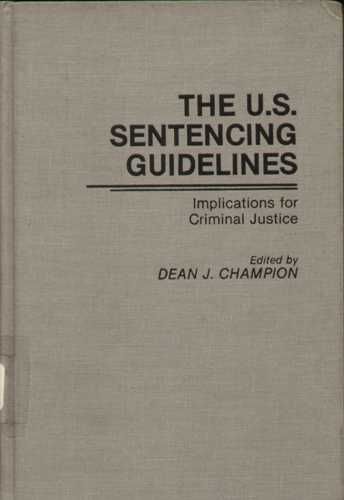 THE U.S.
SENTENCING
GUIDELINES
Implications for
Criminal Justice
Edited by
DEAN J. CHAMPION